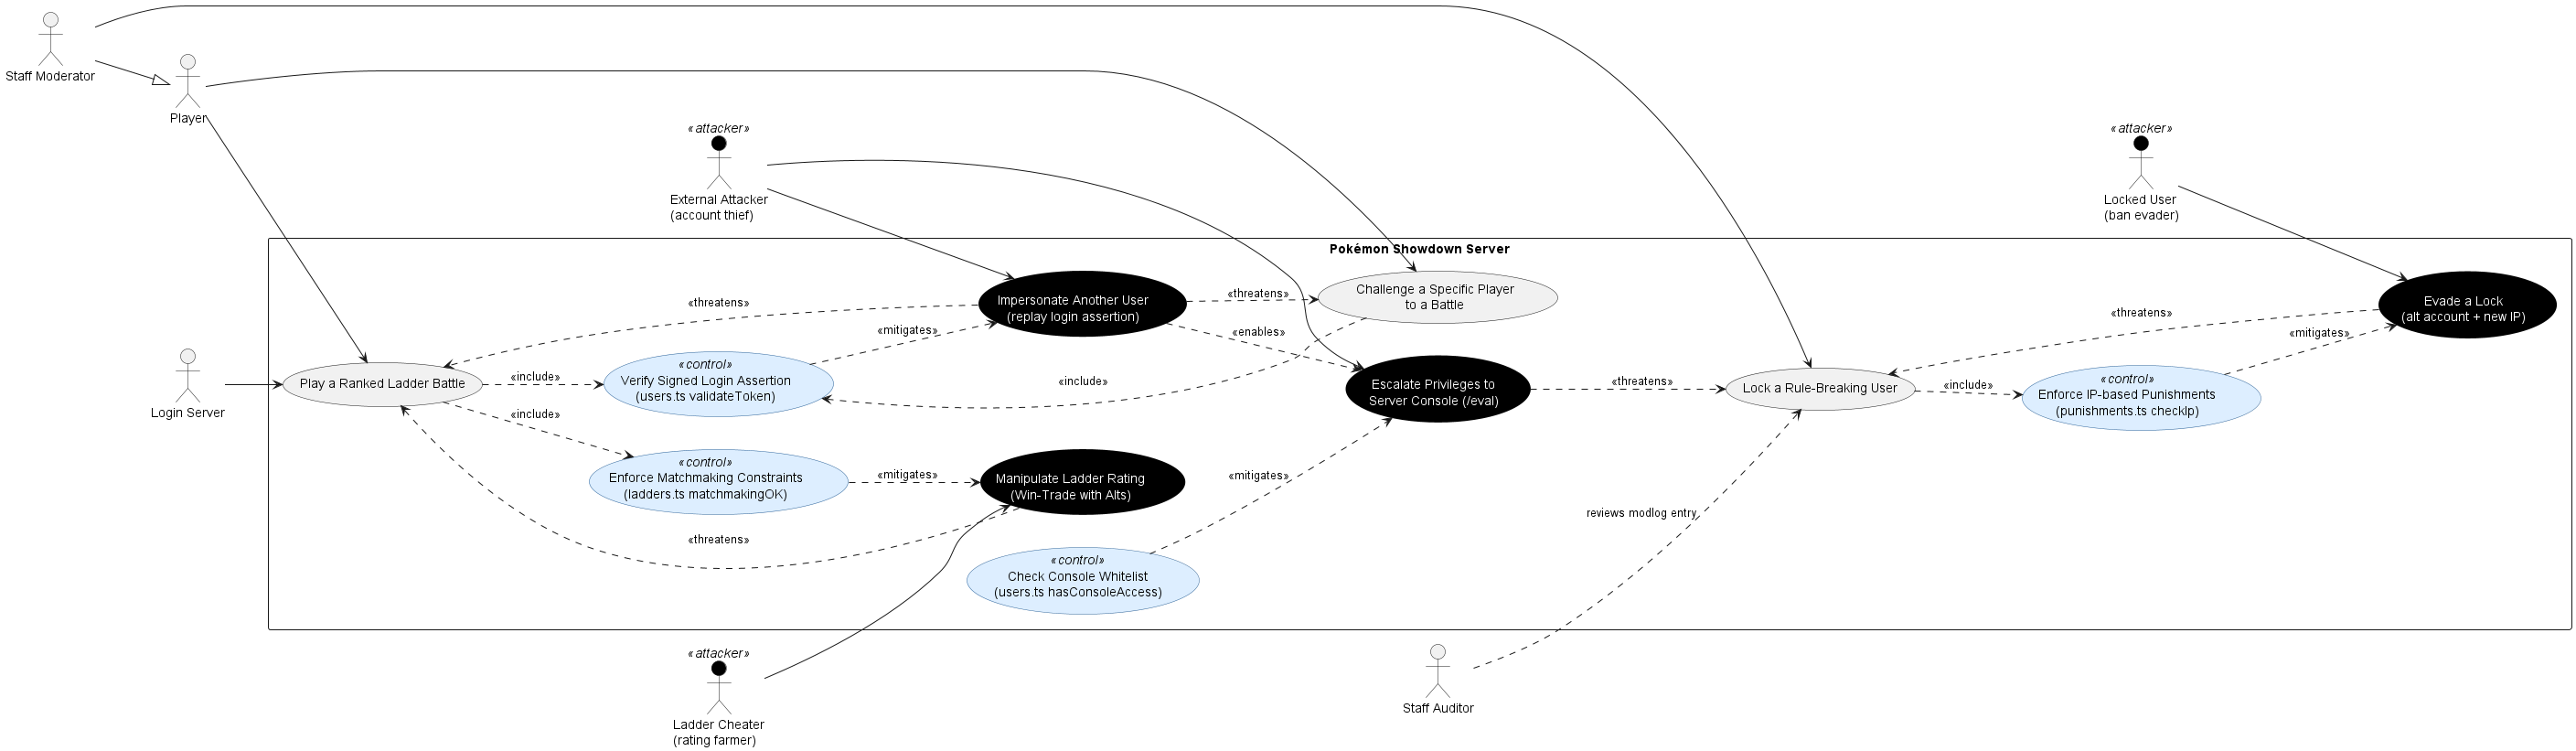 Staff Moderator
Player
«attacker»
External Attacker
(account thief)
«attacker»
Locked User
(ban evader)
Pokémon Showdown Server
Impersonate Another User
(replay login assertion)
«threatens»
«threatens»
Challenge a Specific Player
to a Battle
Evade a Lock
(alt account + new IP)
«threatens»
«mitigates»
«enables»
«mitigates»
Login Server
Play a Ranked Ladder Battle
«include»
«control»
Verify Signed Login Assertion
(users.ts validateToken)
«include»
Escalate Privileges to
Server Console (/eval)
«threatens»
Lock a Rule-Breaking User
«include»
«control»
Enforce IP-based Punishments
(punishments.ts checkIp)
«include»
«control»
Enforce Matchmaking Constraints
(ladders.ts matchmakingOK)
«mitigates»
Manipulate Ladder Rating
(Win-Trade with Alts)
«mitigates»
reviews modlog entry
«threatens»
«control»
Check Console Whitelist
(users.ts hasConsoleAccess)
«attacker»
Ladder Cheater
(rating farmer)
Staff Auditor